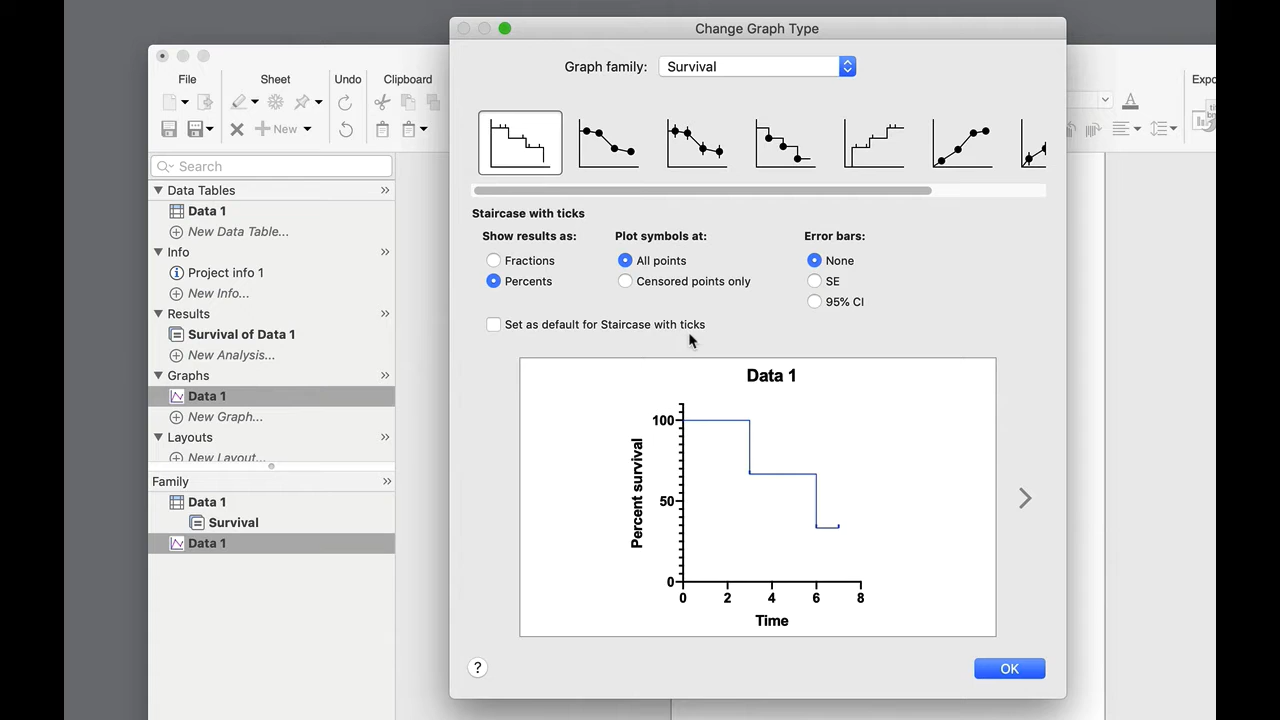 Change Graph Type
Graph family: Survival
File Sheet Undo Clipboard
New
Search
Data Tables
Data 1
New Data Table...
Info
Project info 1
New Info...
Results
Survival of Data 1
New Analysis...
Graphs
Data 1
New Graph...
Layouts
New Layout...
Family
Data 1
Survival
Data 1
Staircase with ticks
Show results as: Plot symbols at: Error bars:
Fractions All points None
Percents Censored points only SE
95% CI
Set as default for Staircase with ticks
Data 1
100
50
0
Percent survival
0 2 4 6 8
Time
?
OK
A